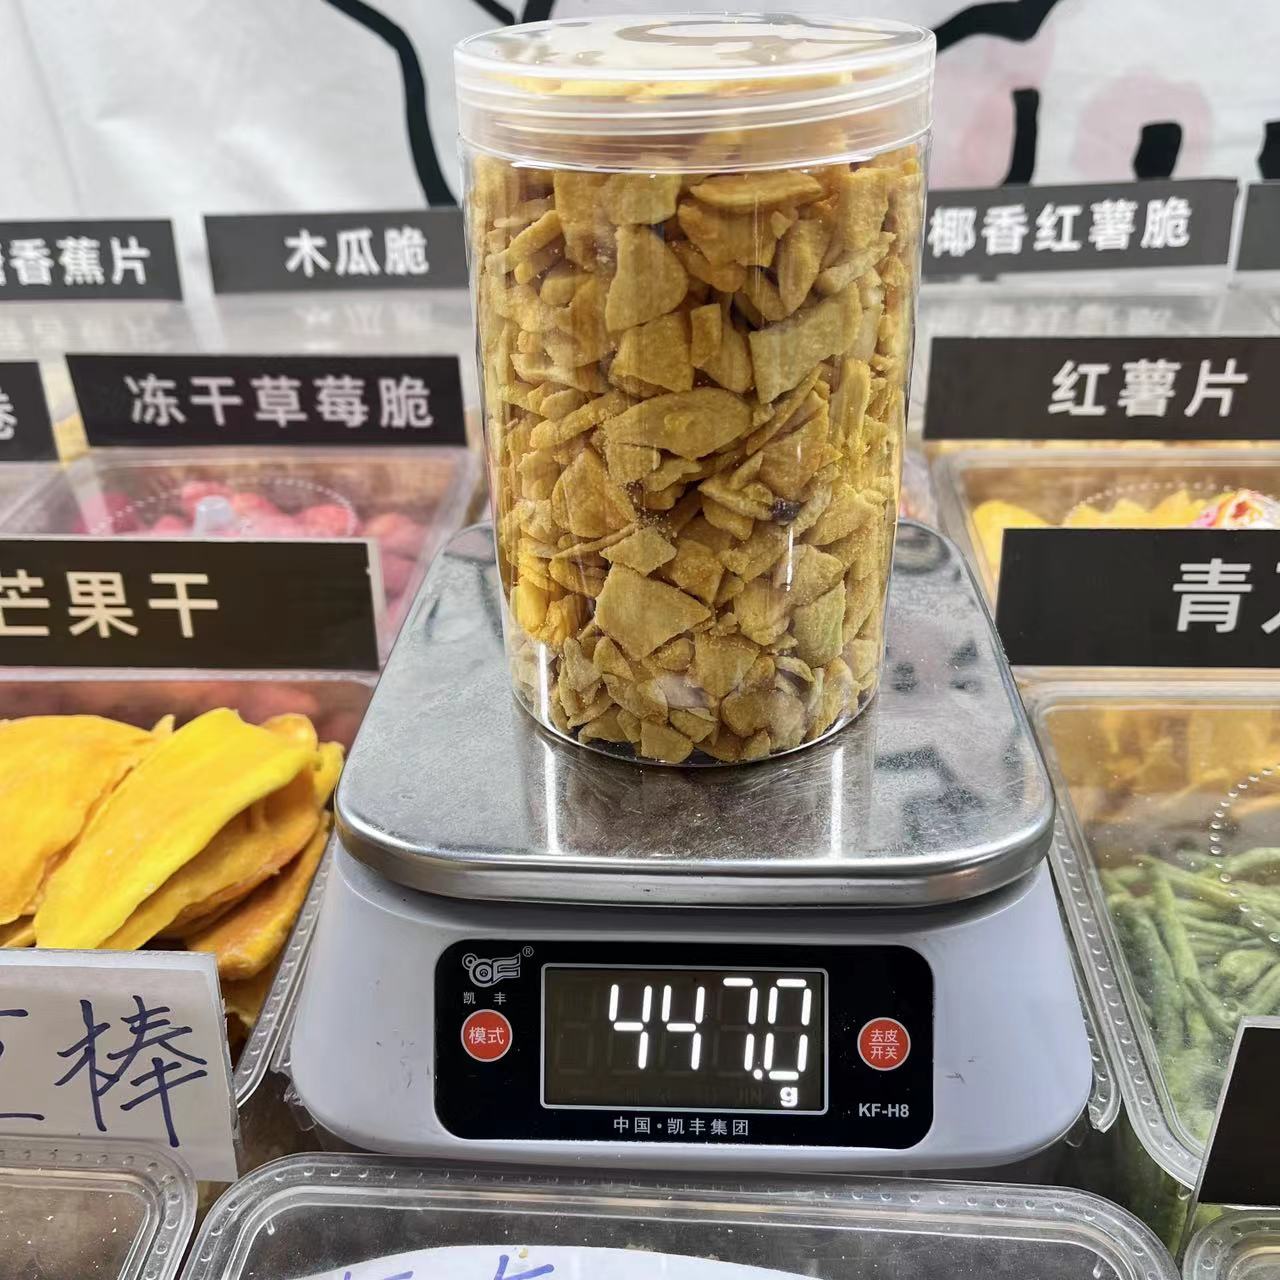 香蕉片
木瓜脆
椰香红薯脆
冻干草莓脆
红薯片
芒果干
青
棒
凯丰
®
模式
447.0
g
去皮
开关
KF-H8
中国·凯丰集团